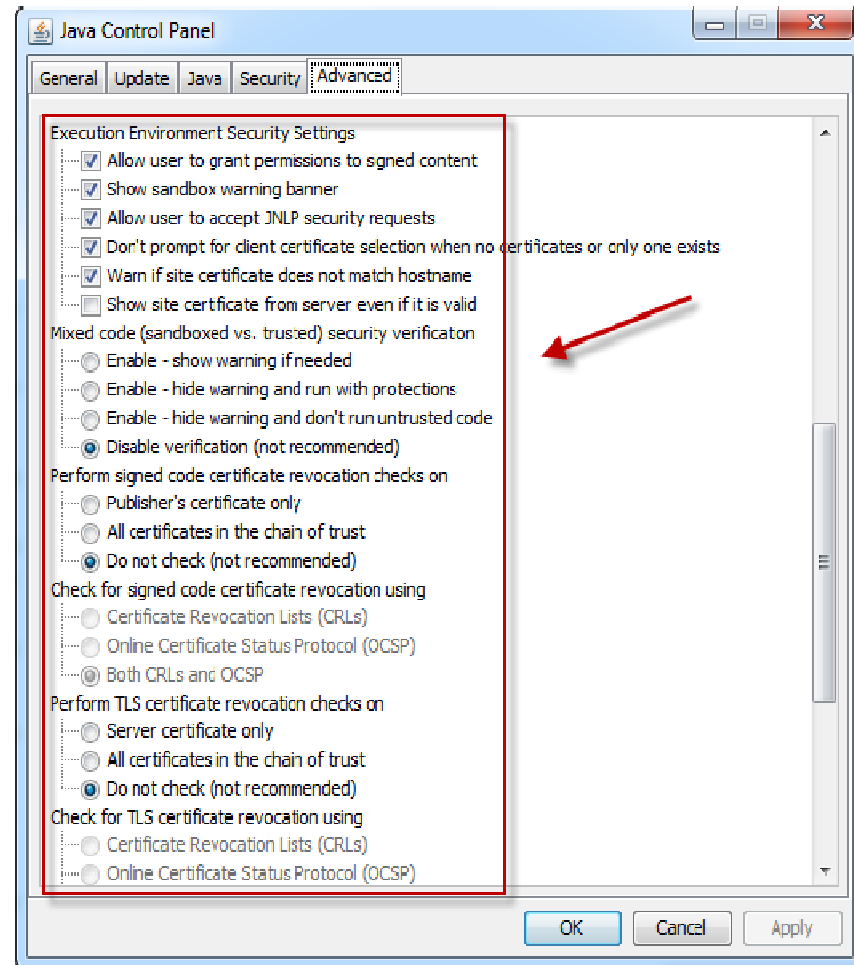 Java Control Panel
General Update Java Security Advanced
Execution Environment Security Settings
Allow user to grant permissions to signed content
Show sandbox warning banner
Allow user to accept JNLP security requests
Don't prompt for client certificate selection when no certificates or only one exists
Warn if site certificate does not match hostname
Show site certificate from server even if it is valid
Mixed code (sandboxed vs. trusted) security verification
Enable - show warning if needed
Enable - hide warning and run with protections
Enable - hide warning and don't run untrusted code
Disable verification (not recommended)
Perform signed code certificate revocation checks on
Publisher's certificate only
All certificates in the chain of trust
Do not check (not recommended)
Check for signed code certificate revocation using
Certificate Revocation Lists (CRLs)
Online Certificate Status Protocol (OCSP)
Both CRLs and OCSP
Perform TLS certificate revocation checks on
Server certificate only
All certificates in the chain of trust
Do not check (not recommended)
Check for TLS certificate revocation using
Certificate Revocation Lists (CRLs)
Online Certificate Status Protocol (OCSP)
OK Cancel Apply